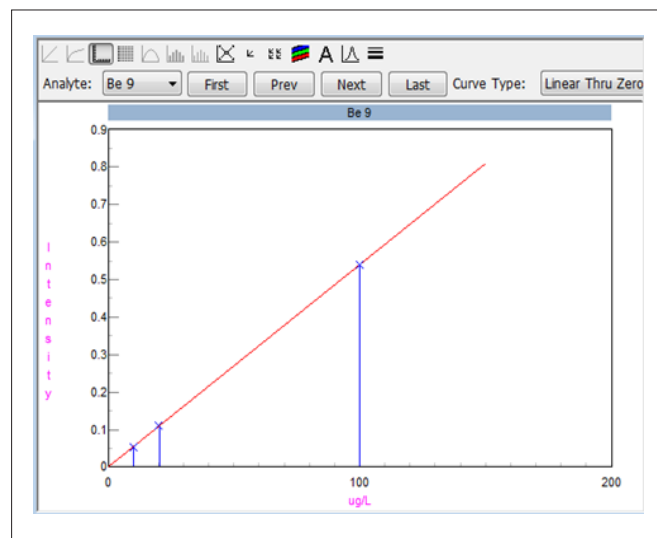 A
Analyte: Be 9 First Prev Next Last Curve Type: Linear Thru Zero
Be 9
0.9
0.8
0.7
0.6
0.5
0.4
0.3
0.2
0.1
0
Intensity
0 100 200
ug/L